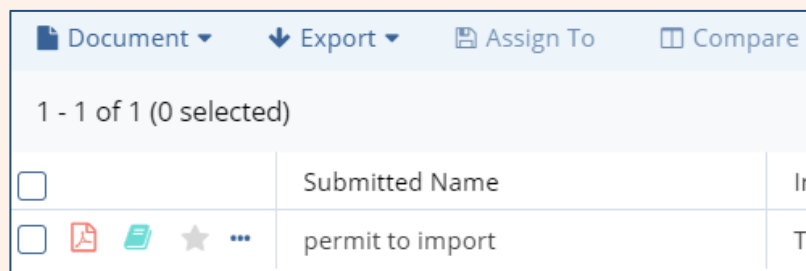 Document Export Assign To Compare
1 - 1 of 1 (0 selected)
Submitted Name
permit to import